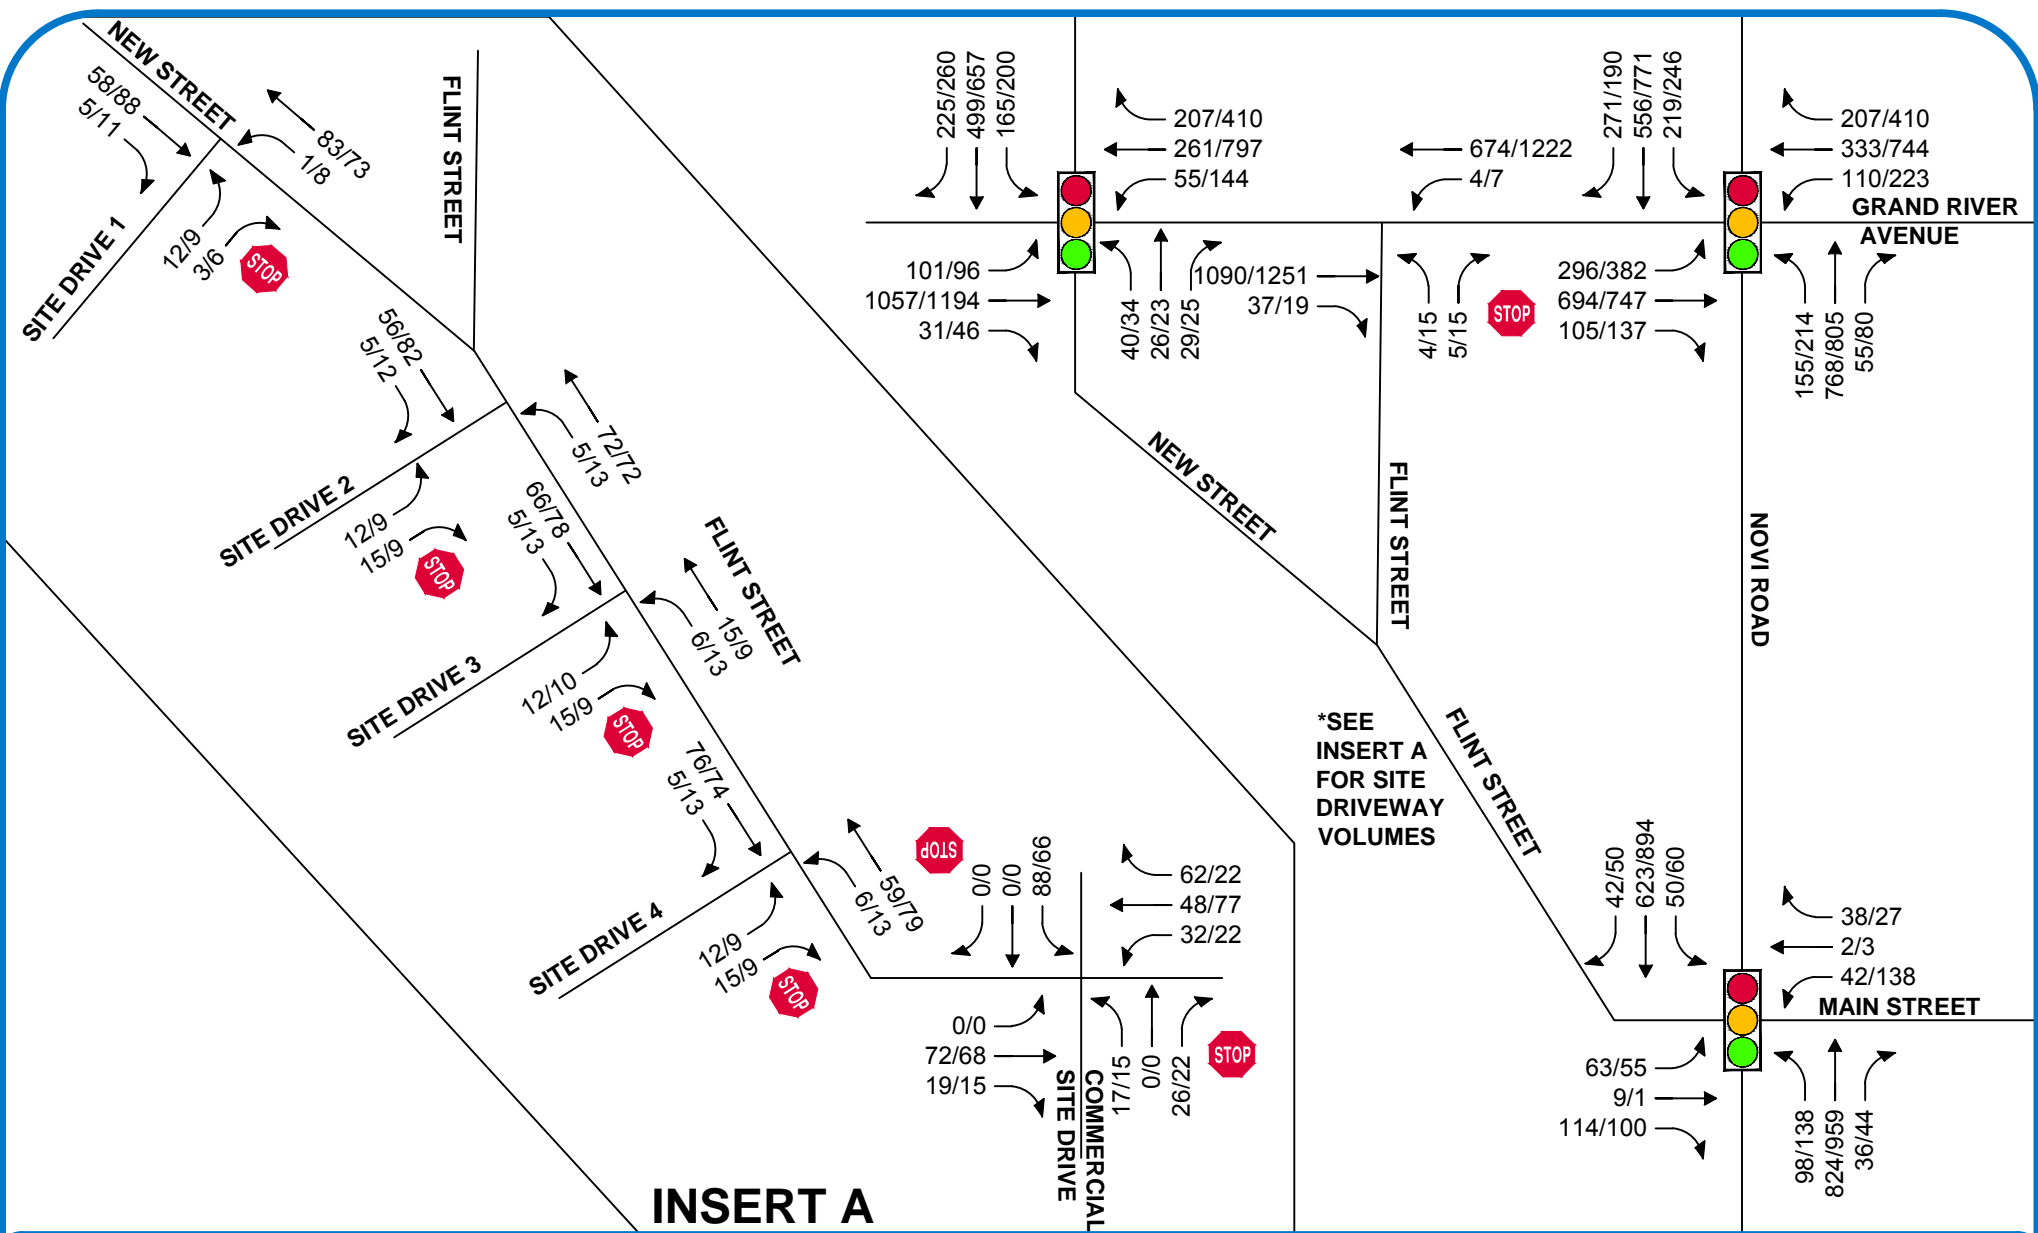 NEW STREET
58/88
5/11
83/73
1/8
12/9
3/6
STOP
SITE DRIVE 1
FLINT STREET
56/82
5/12
72/72
5/13
SITE DRIVE 2
12/9
15/9
STOP
66/78
5/13
FLINT STREET
15/9
6/13
SITE DRIVE 3
12/10
15/9
STOP
76/74
5/13
59/79
6/13
SITE DRIVE 4
12/9
15/9
STOP
STOP
0/0
0/0
88/66
62/22
48/77
32/22
0/0
72/68
19/15
17/15
0/0
26/22
STOP
COMMERCIAL
SITE DRIVE
INSERT A
225/260
499/657
165/200
207/410
261/797
55/144
101/96
1057/1194
31/46
40/34
26/23
29/25
674/1222
4/7
1090/1251
37/19
4/15
5/15
STOP
271/190
556/771
219/246
207/410
333/744
110/223
GRAND RIVER
AVENUE
296/382
694/747
105/137
155/214
768/805
55/80
NEW STREET
FLINT STREET
NOVI ROAD
*SEE
INSERT A
FOR SITE
DRIVEWAY
VOLUMES
FLINT STREET
42/50
623/894
50/60
38/27
2/3
42/138
MAIN STREET
63/55
9/1
114/100
98/138
824/959
36/44